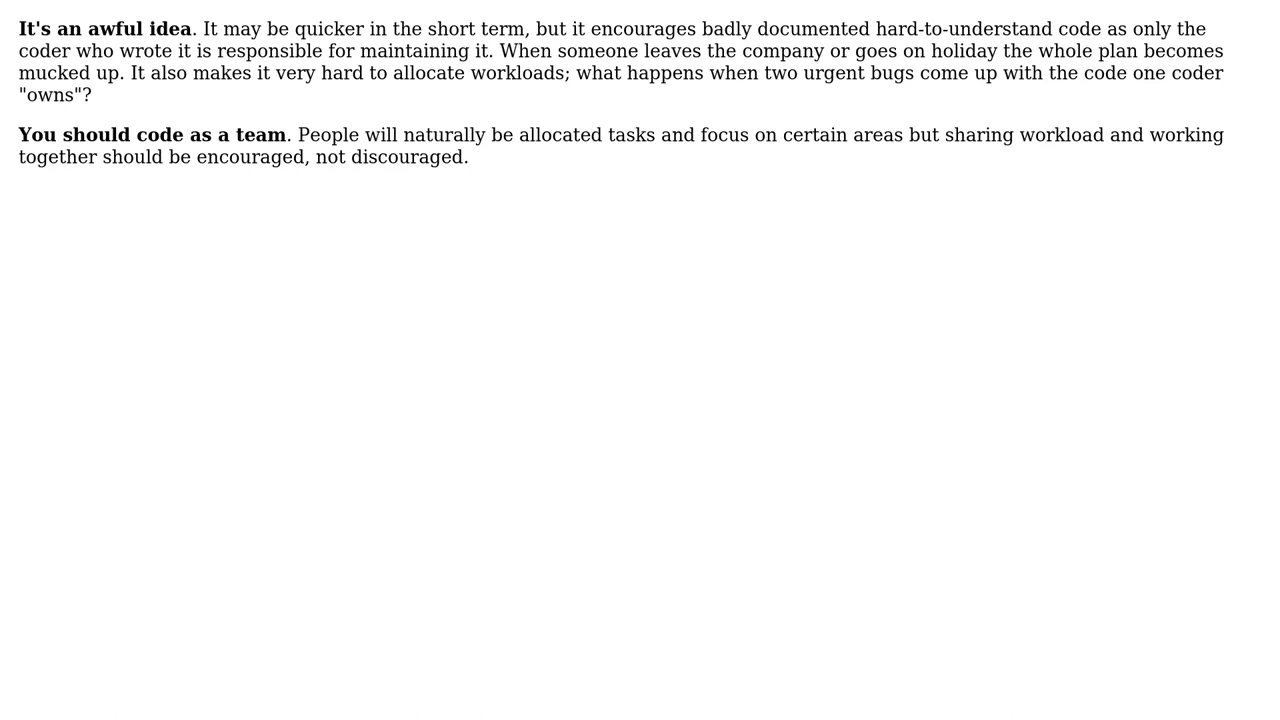 It's an awful idea. It may be quicker in the short term, but it encourages badly documented hard-to-understand code as only the
coder who wrote it is responsible for maintaining it. When someone leaves the company or goes on holiday the whole plan becomes
mucked up. It also makes it very hard to allocate workloads; what happens when two urgent bugs come up with the code one coder
"owns"?
You should code as a team. People will naturally be allocated tasks and focus on certain areas but sharing workload and working
together should be encouraged, not discouraged.